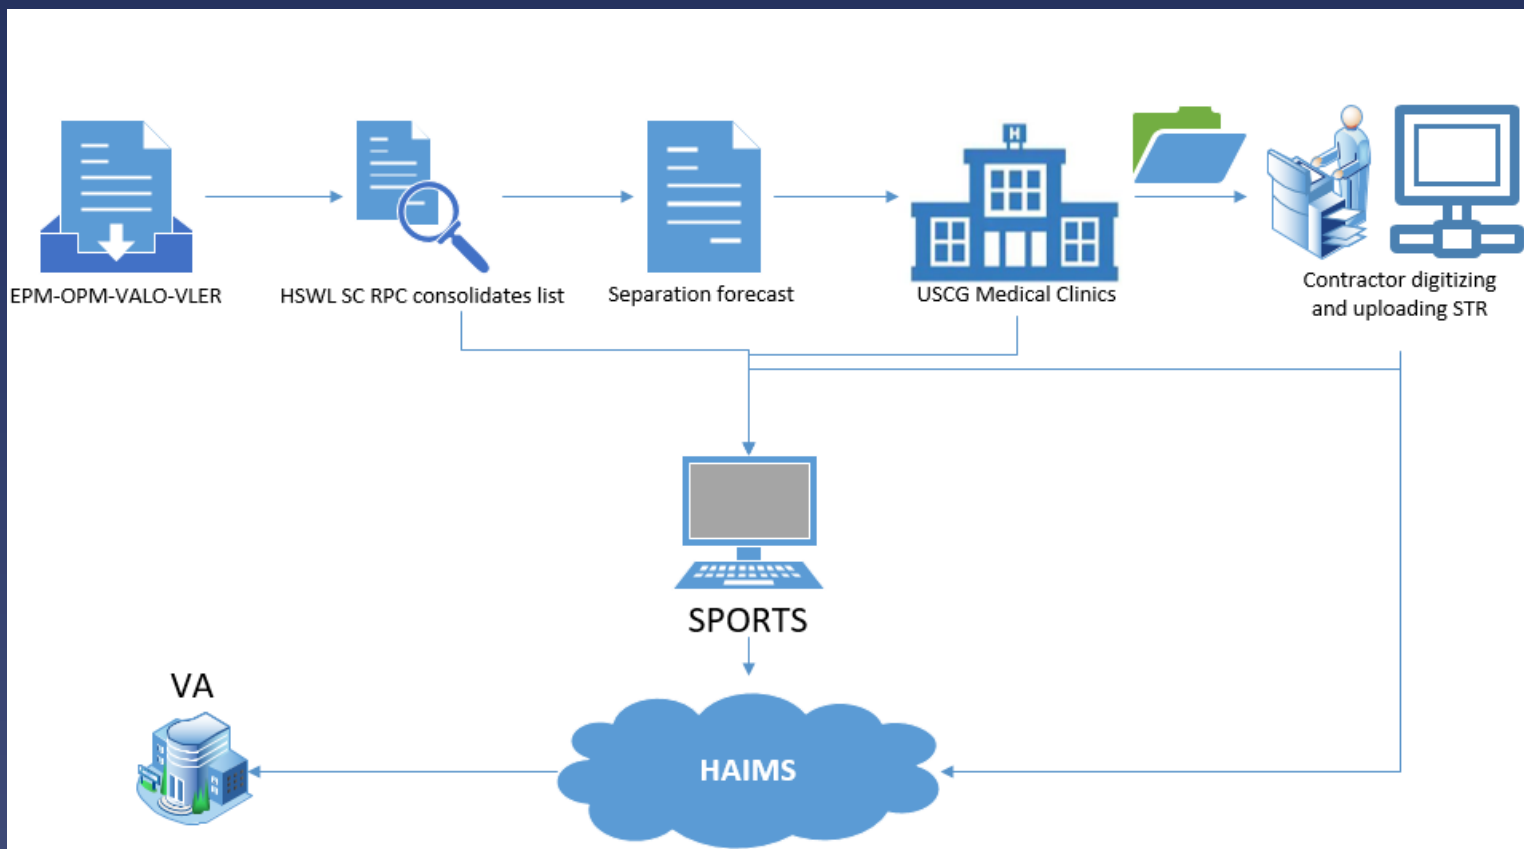 H
EPM-OPM-VALO-VLER
HSWL SC RPC consolidates list
Separation forecast
USCG Medical Clinics
Contractor digitizing
and uploading STR
SPORTS
VA
HAIMS